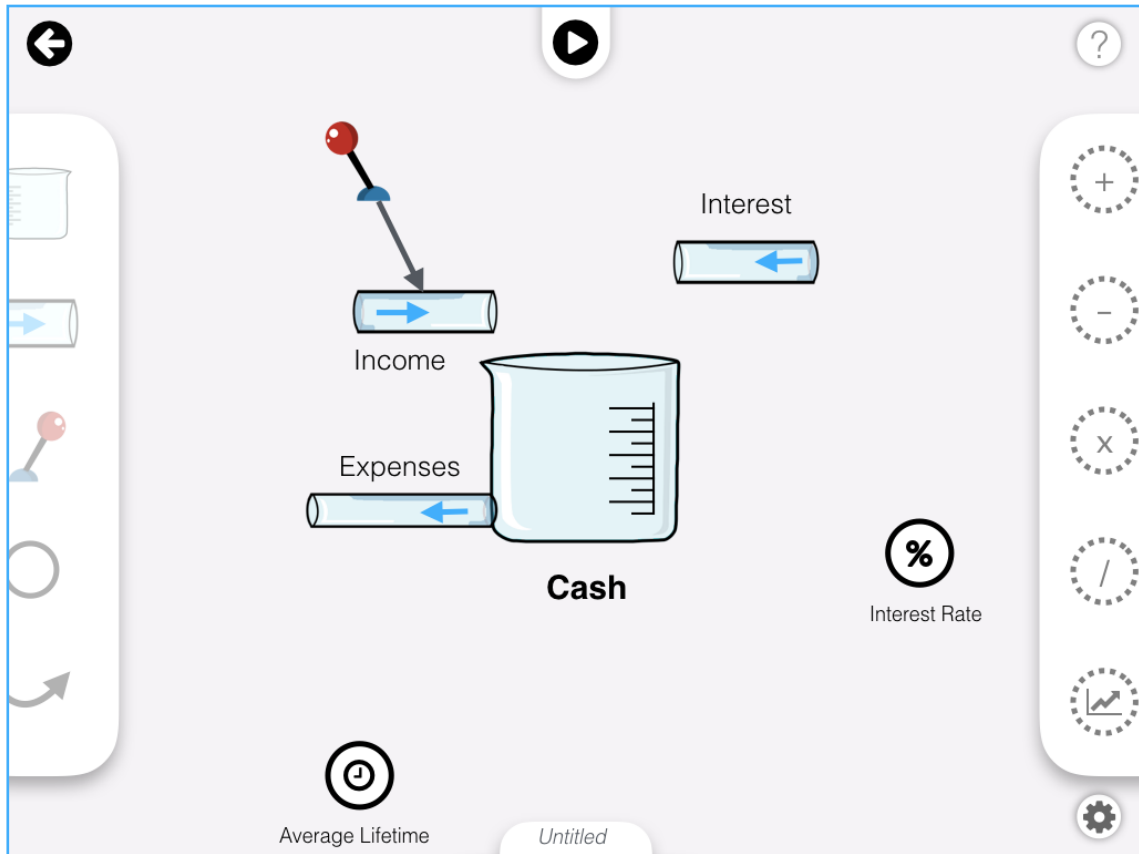 ?
Interest
+
Income
-
Expenses
x
%
Cash
/
Interest Rate
Average Lifetime
Untitled